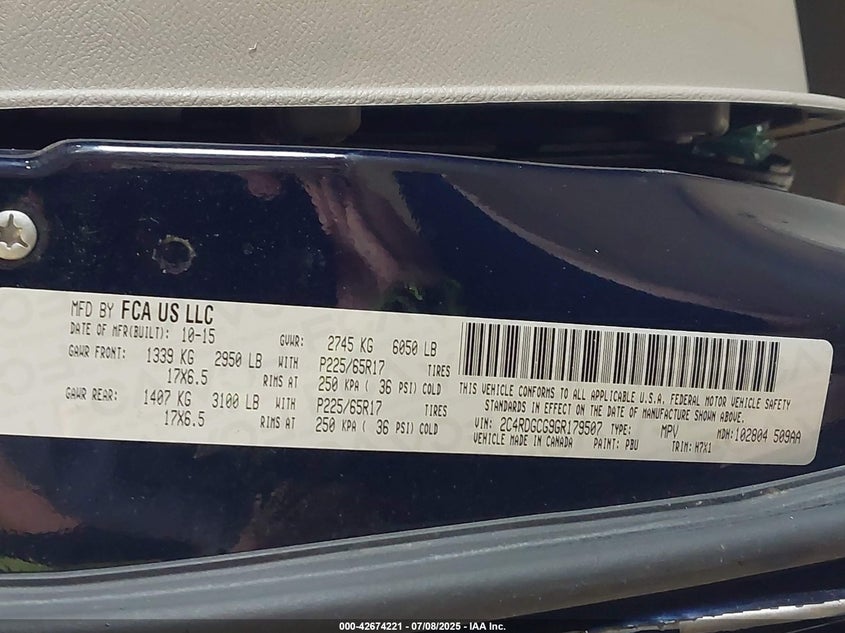 MFD BY FCA US LLC
DATE OF MFR(BUILT): 10-15 GVWR: 2745 KG 6050 LB
GAWR FRONT: 1339 KG 2950 LB WITH P225/65R17 TIRES
17X6.5 RIMS AT 250 KPA ( 36 PSI) COLD
GAWR REAR: 1407 KG 3100 LB WITH P225/65R17 TIRES
17X6.5 RIMS AT 250 KPA ( 36 PSI) COLD
THIS VEHICLE CONFORMS TO ALL APPLICABLE U.S.A. FEDERAL MOTOR VEHICLE SAFETY
STANDARDS IN EFFECT ON THE DATE OF MANUFACTURE SHOWN ABOVE.
VIN: 2C4RDGCG9GR179507 TYPE: MPV MDH: 102804 509AA
VEHICLE MADE IN CANADA PAINT: PBU TRIM: H7X1
000-42674221 - 07/08/2025 - IAA Inc.